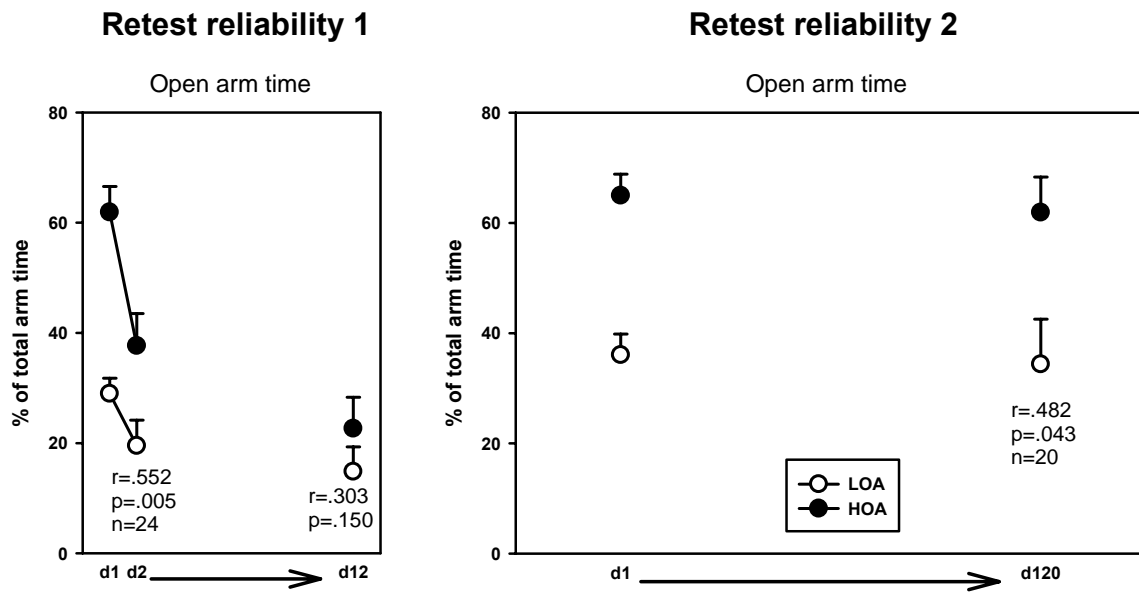 Retest reliability 1
Open arm time
% of total arm time
80
60
40
20
0
r=.552
p=.005
n=24
r=.303
p=.150
d1 d2 d12
Retest reliability 2
Open arm time
% of total arm time
80
60
40
20
0
r=.482
p=.043
n=20
LOA
HOA
d1 d120